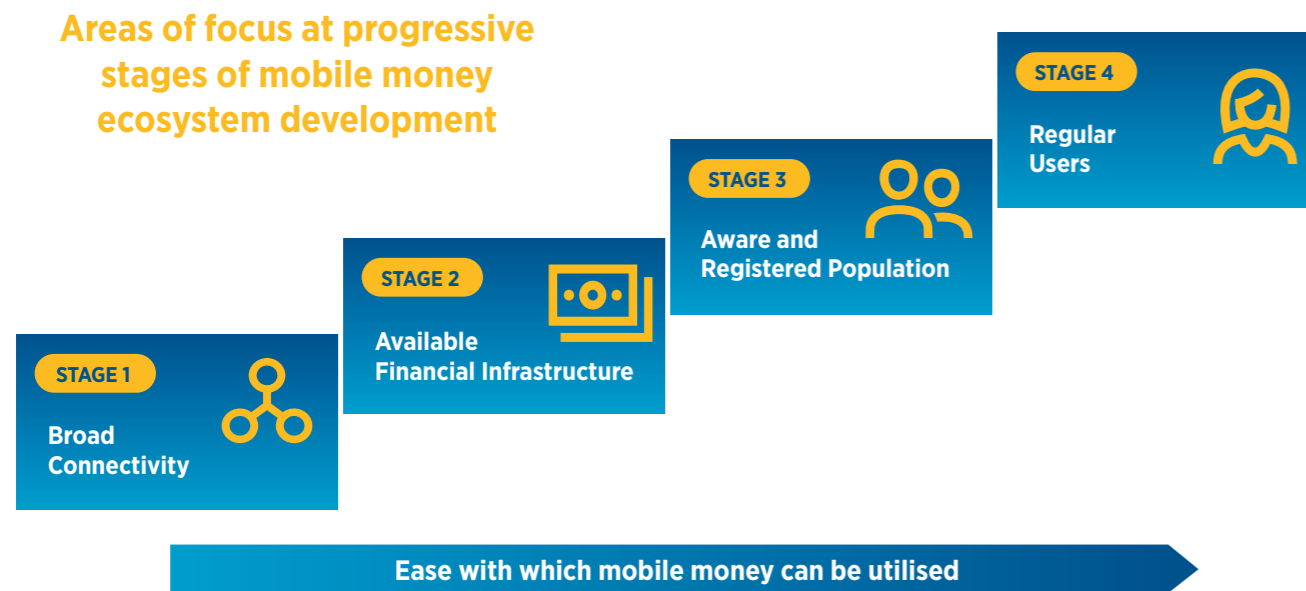 Areas of focus at progressive
stages of mobile money
ecosystem development
STAGE 1
Broad
Connectivity
STAGE 2
Available
Financial Infrastructure
STAGE 3
Aware and
Registered Population
STAGE 4
Regular
Users
Ease with which mobile money can be utilised